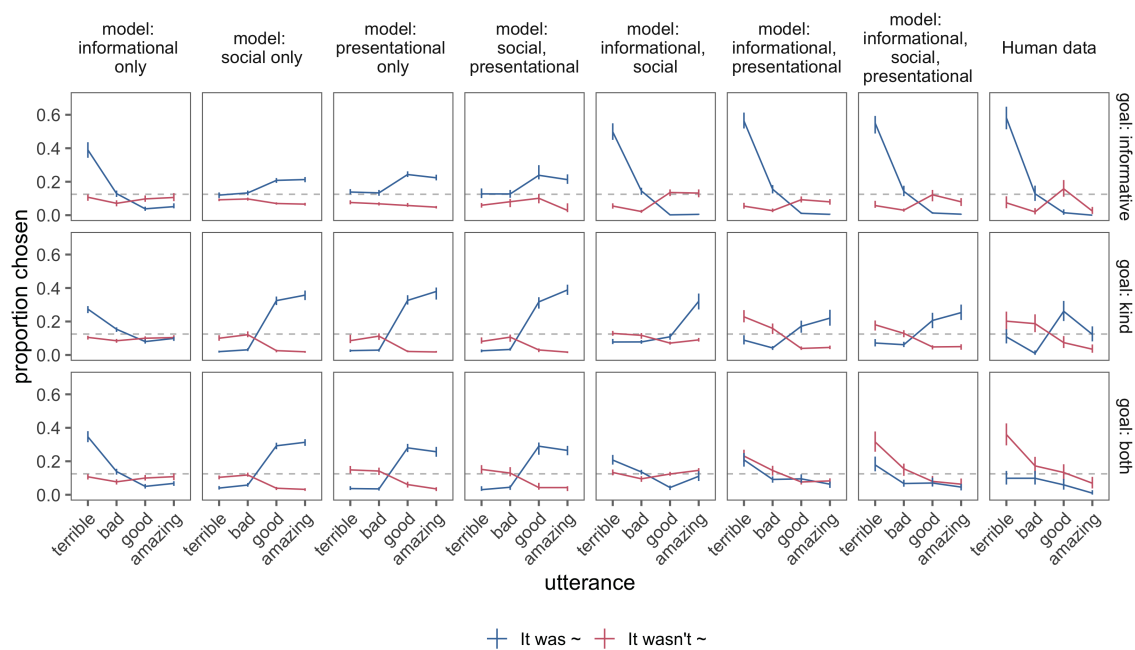 model:
informational
only
model:
social only
model:
presentational
only
model:
social,
presentational
model:
informational,
social
model:
informational,
presentational
model:
informational,
social,
presentational
Human data
proportion chosen
0.6
0.4
0.2
0.0
goal: informative
0.6
0.4
0.2
0.0
goal: kind
0.6
0.4
0.2
0.0
goal: both
terrible
bad
good
amazing
terrible
bad
good
amazing
terrible
bad
good
amazing
terrible
bad
good
amazing
terrible
bad
good
amazing
terrible
bad
good
amazing
terrible
bad
good
amazing
terrible
bad
good
amazing
utterance
It was ~
It wasn't ~